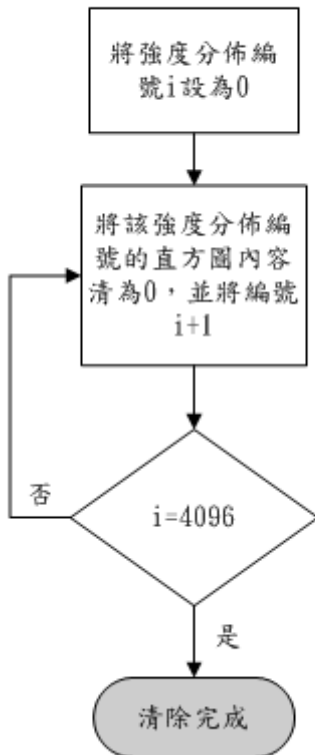 將強度分佈編
號i設為0
將該強度分佈編
號的直方圖內容
清為0，並將編號
i+1
i=4096
否
是
清除完成